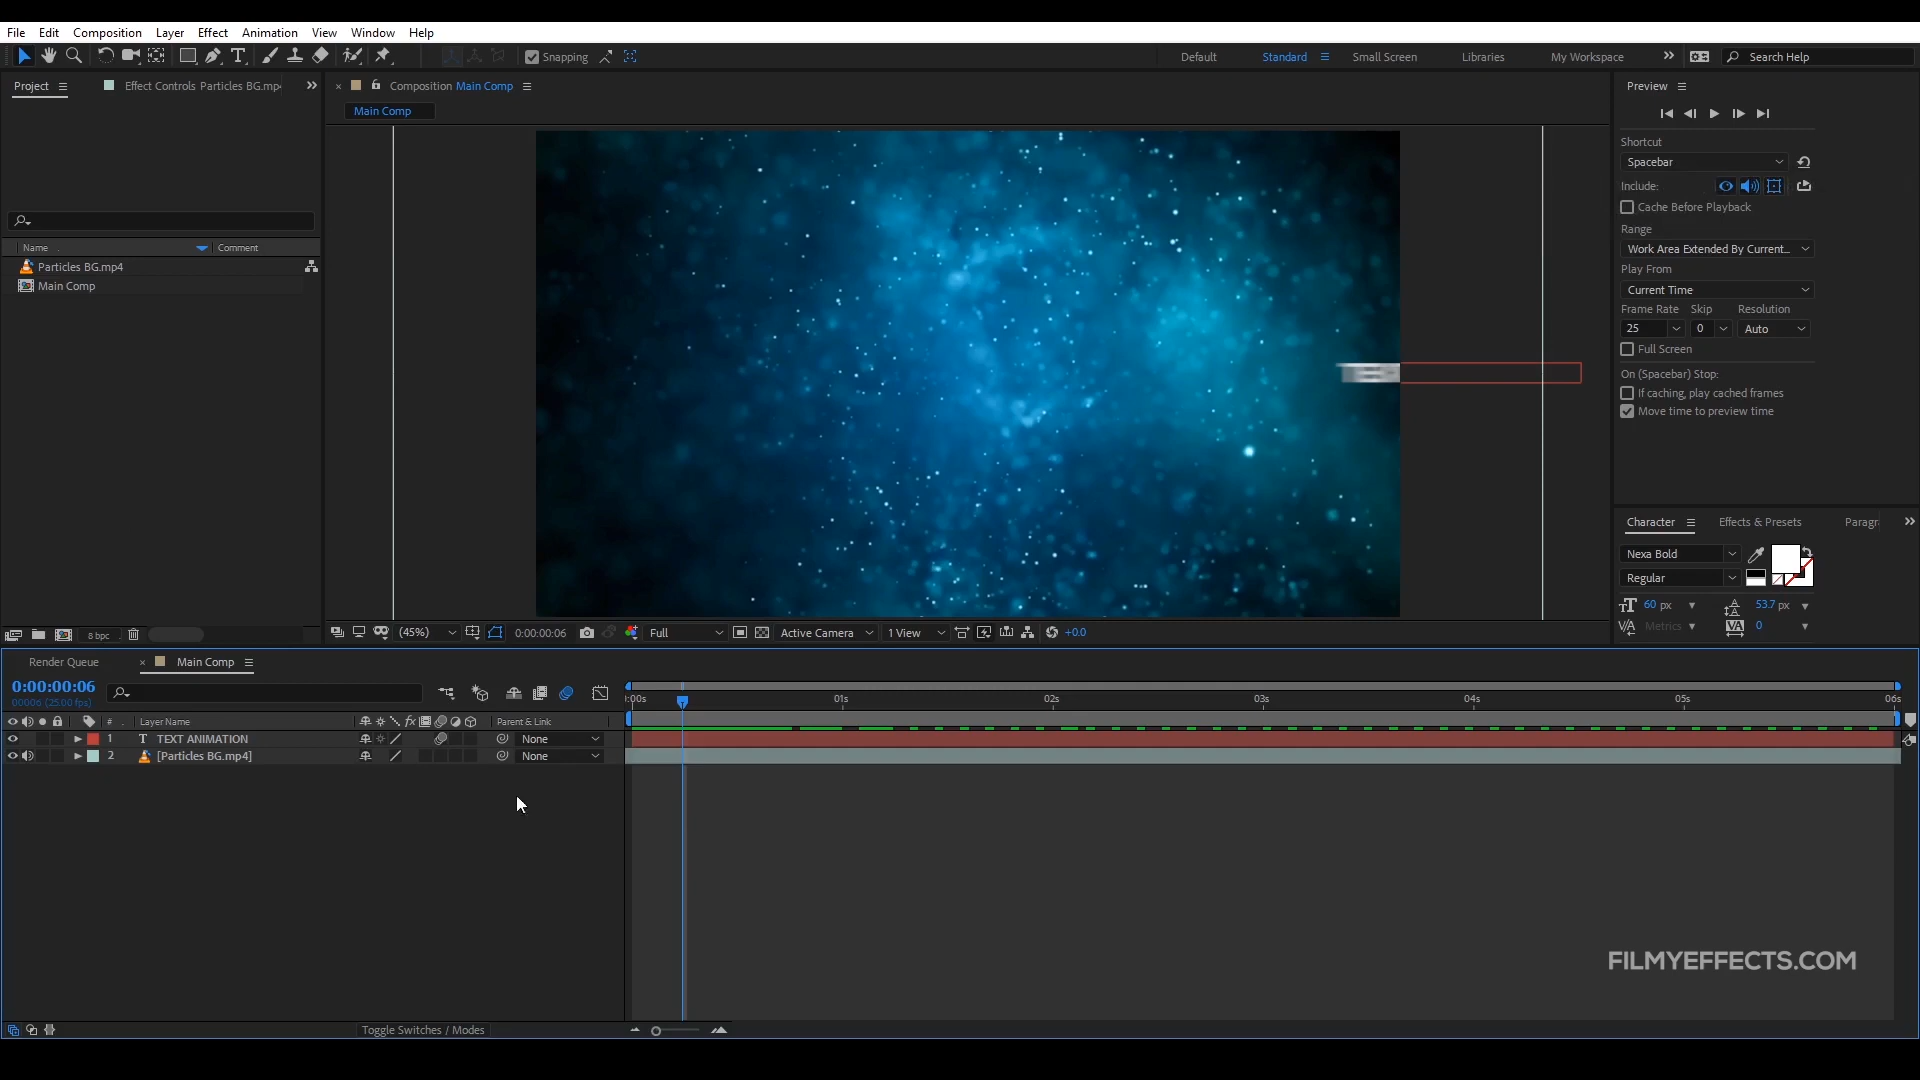 File Edit Composition Layer Effect Animation View Window Help
Snapping
Default Standard Small Screen Libraries My Workspace Search Help
Project Effect Controls Particles BG.mp4
Composition Main Comp
Main Comp
Name Comment
Particles BG.mp4
Main Comp
8 bpc
(45%) 0:00:00:06 Full Active Camera 1 View +0.0
Preview
Shortcut
Spacebar
Include:
Cache Before Playback
Range
Work Area Extended By Current...
Play From
Current Time
Frame Rate Skip Resolution
25 0 Auto
Full Screen
On (Spacebar) Stop:
If caching, play cached frames
Move time to preview time
Character Effects & Presets Paragr
Nexa Bold
Regular
60 px 53.7 px
Metrics 0
Render Queue Main Comp
0:00:00:06
00006 (25.00 fps)
:00s 01s 02s 03s 04s 05s 06s
# Layer Name fx Parent & Link
1 T TEXT ANIMATION None
2 [Particles BG.mp4] None
FILMYEFFECTS.COM
Toggle Switches / Modes